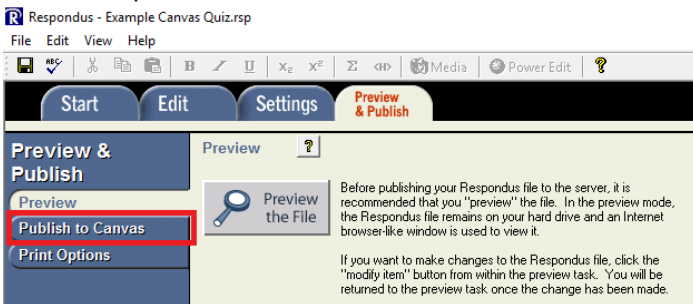 Respondus - Example Canvas Quiz.rsp
File Edit View Help
ABC B I U X₂ X² Σ <H> Media Power Edit ?
Start Edit Settings Preview & Publish
Preview & Publish
Preview
Publish to Canvas
Print Options
Preview ?
Preview the File
Before publishing your Respondus file to the server, it is
recommended that you "preview" the file. In the preview mode,
the Respondus file remains on your hard drive and an Internet
browser-like window is used to view it.
If you want to make changes to the Respondus file, click the
"modify item" button from within the preview task. You will be
returned to the preview task once the change has been made.